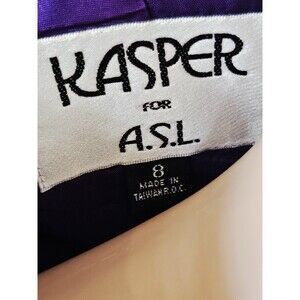 KASPER
FOR
A.S.L.
8
MADE IN
TAIWAN R.O.C.